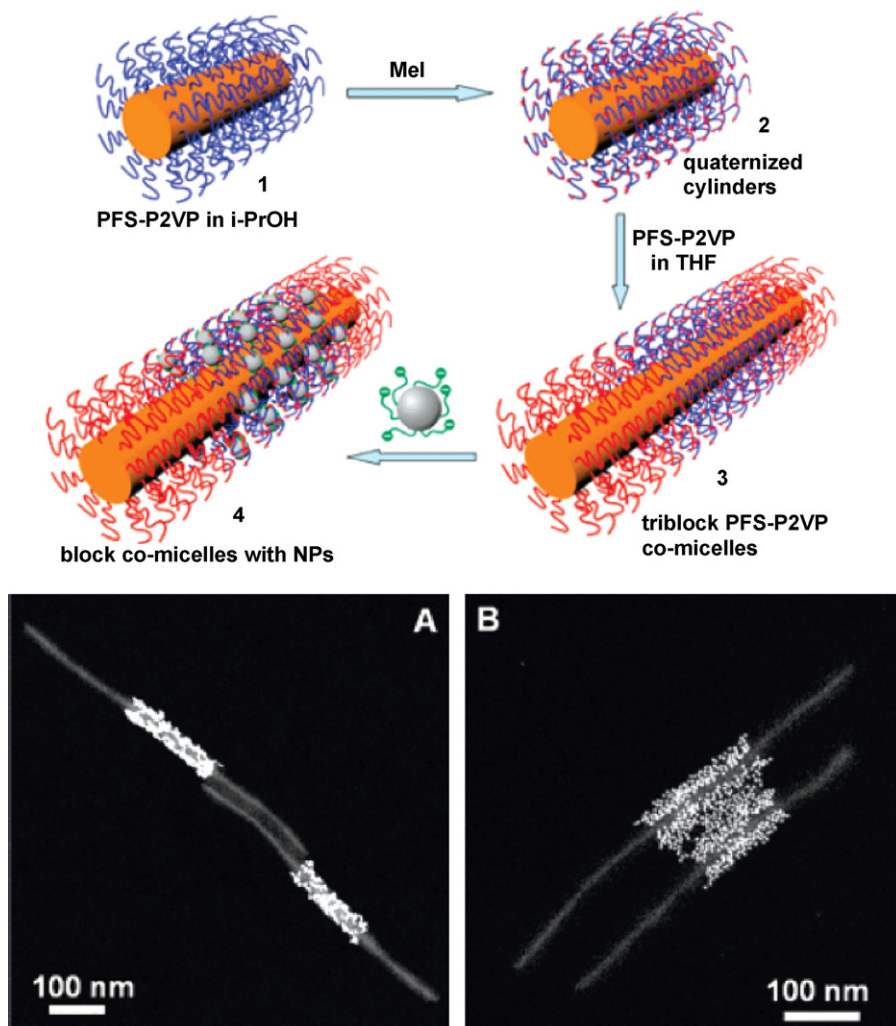 MeI
1
PFS-P2VP in i-PrOH
2
quaternized
cylinders
PFS-P2VP
in THF
3
triblock PFS-P2VP
co-micelles
4
block co-micelles with NPs
A
100 nm
B
100 nm